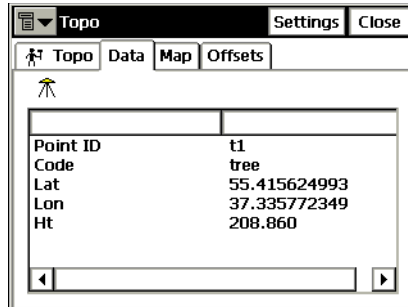 Topo Settings Close
Topo Data Map Offsets
Point ID t1
Code tree
Lat 55.415624993
Lon 37.335772349
Ht 208.860